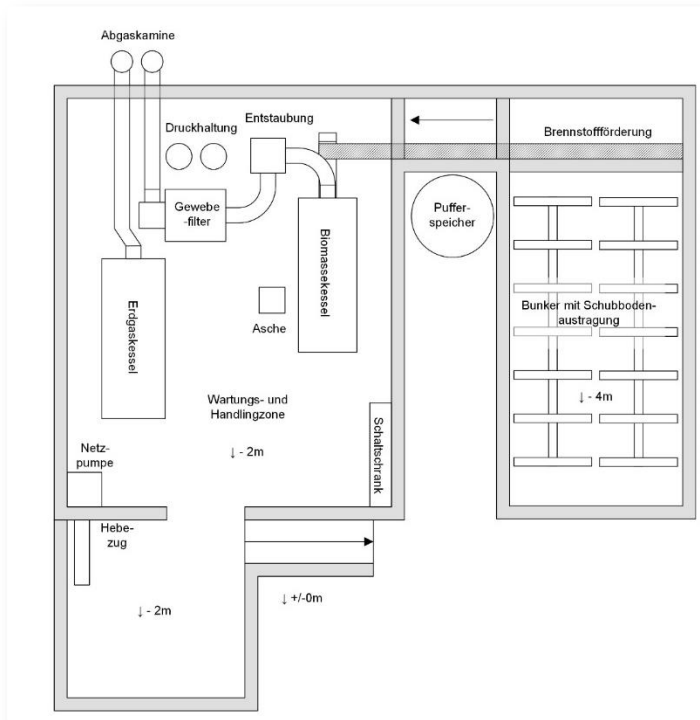 Abgaskamine
Druckhaltung
Entstaubung
Brennstoffförderung
Gewebe
-filter
Puffer-
speicher
Biomassekessel
Erdgaskessel
Asche
Bunker mit Schubboden-
austragung
↓ - 4m
Wartungs- und
Handlingzone
↓ - 2m
Schaltschrank
Netz-
pumpe
Hebe-
zug
↓ - 2m
↓ +/-0m